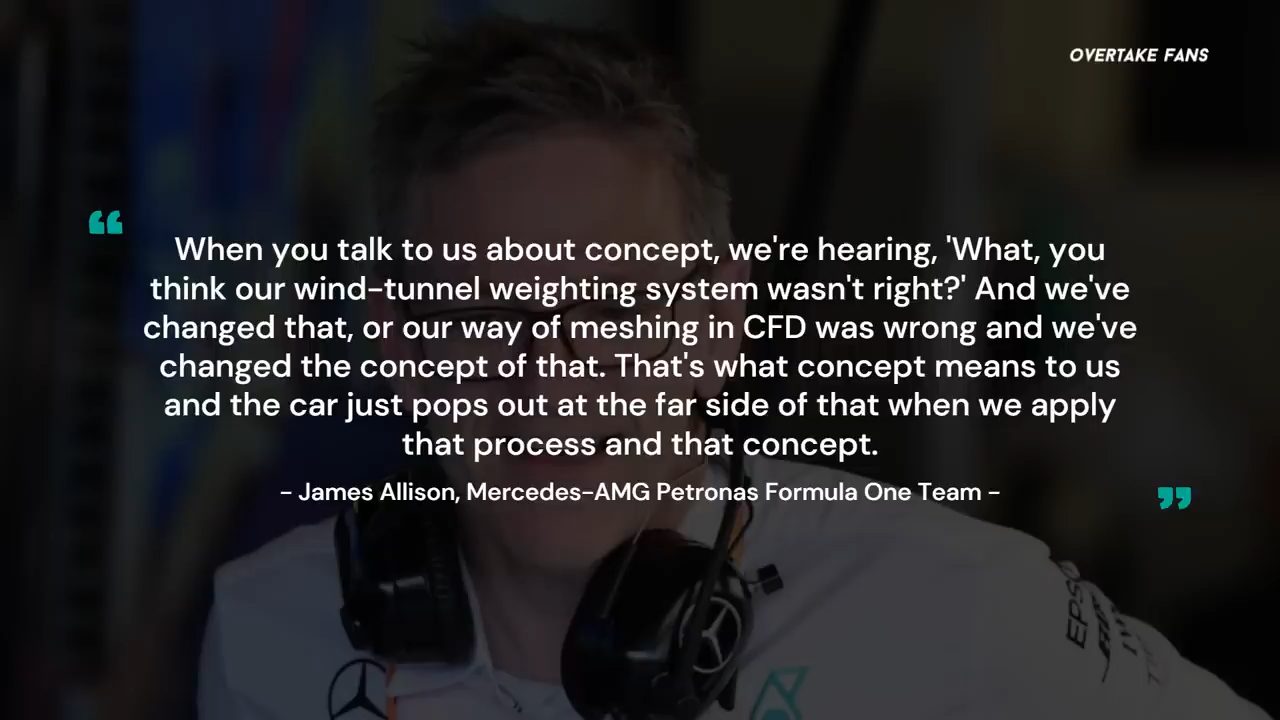 OVERTAKE FANS
“
When you talk to us about concept, we're hearing, 'What, you
think our wind-tunnel weighting system wasn't right?' And we've
changed that, or our way of meshing in CFD was wrong and we've
changed the concept of that. That's what concept means to us
and the car just pops out at the far side of that when we apply
that process and that concept.
- James Allison, Mercedes-AMG Petronas Formula One Team -
”
EPSON